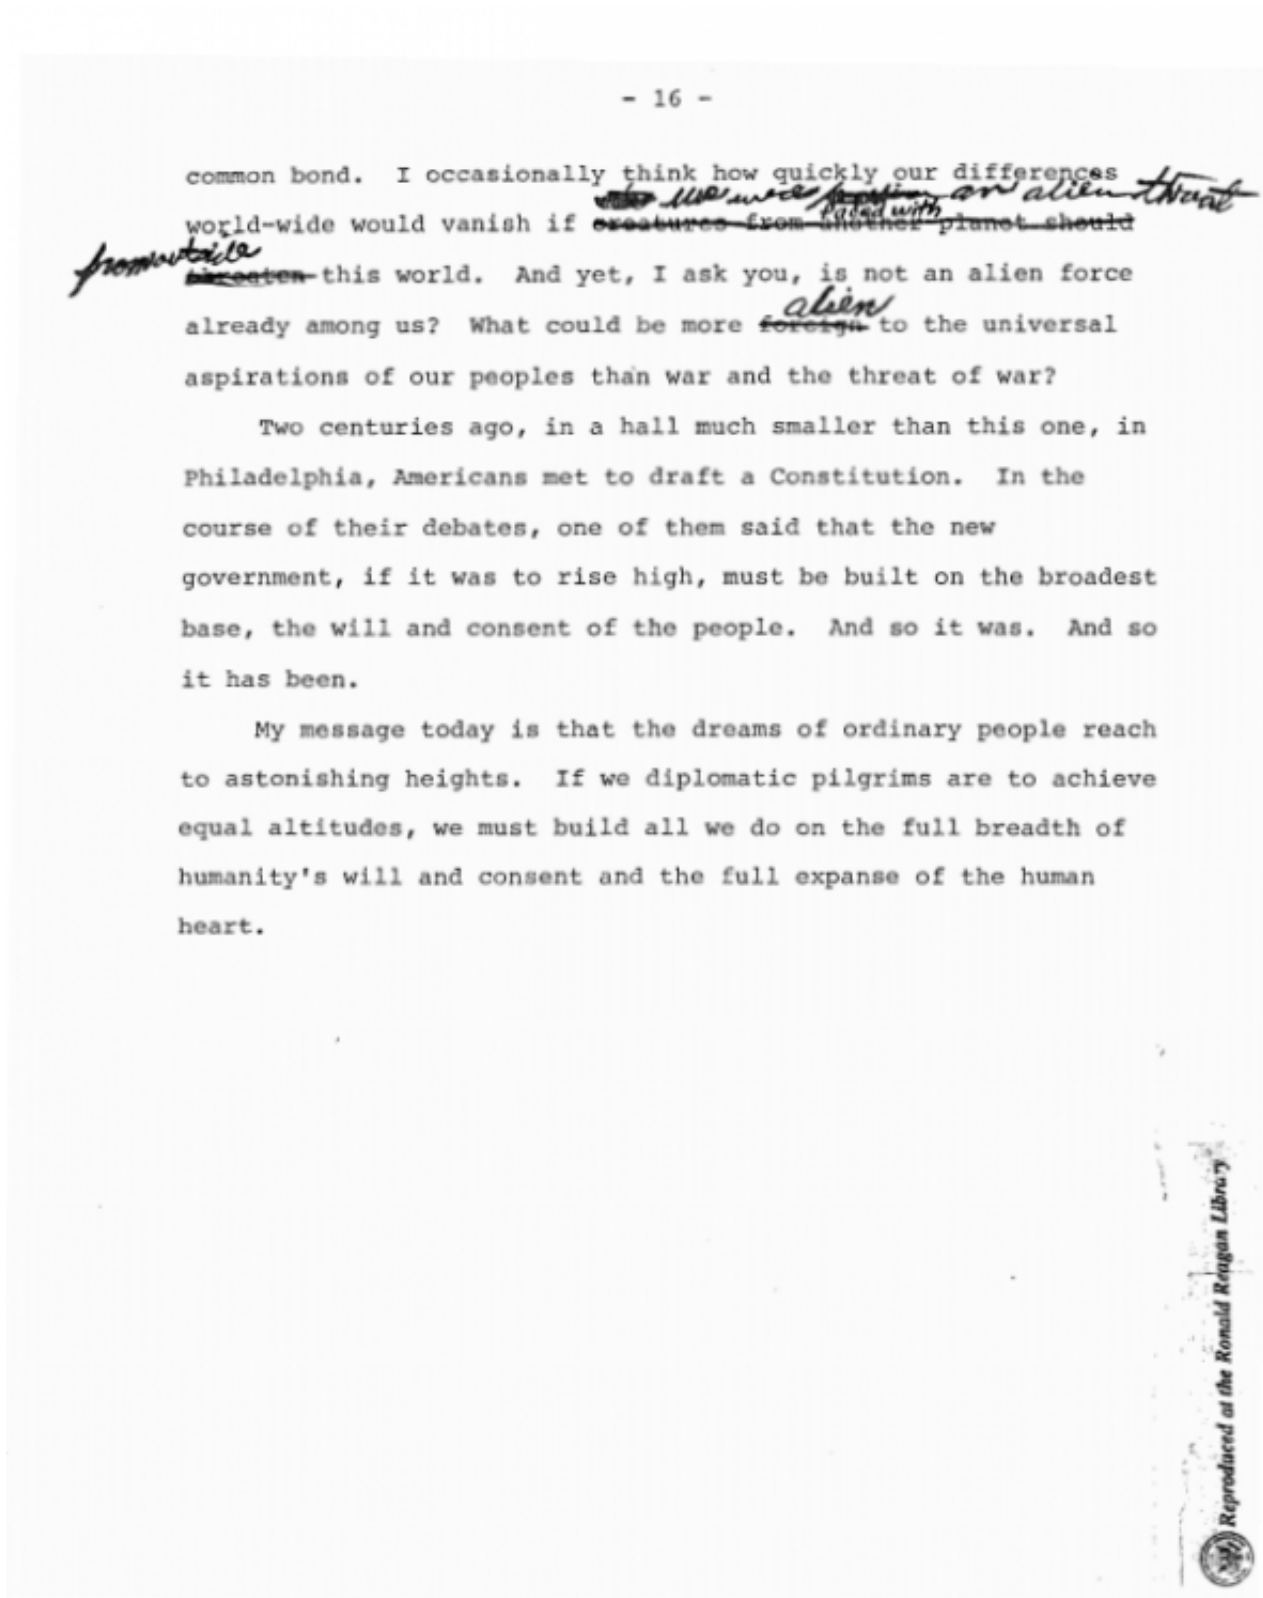 - 16 -
common bond. I occasionally think how quickly our differences
we were an alien threat
faced with
world-wide would vanish if creatures from another planet should
from outside
threaten this world. And yet, I ask you, is not an alien force
alien
already among us? What could be more foreign to the universal
aspirations of our peoples than war and the threat of war?
Two centuries ago, in a hall much smaller than this one, in
Philadelphia, Americans met to draft a Constitution. In the
course of their debates, one of them said that the new
government, if it was to rise high, must be built on the broadest
base, the will and consent of the people. And so it was. And so
it has been.
My message today is that the dreams of ordinary people reach
to astonishing heights. If we diplomatic pilgrims are to achieve
equal altitudes, we must build all we do on the full breadth of
humanity's will and consent and the full expanse of the human
heart.
Reproduced at the Ronald Reagan Library